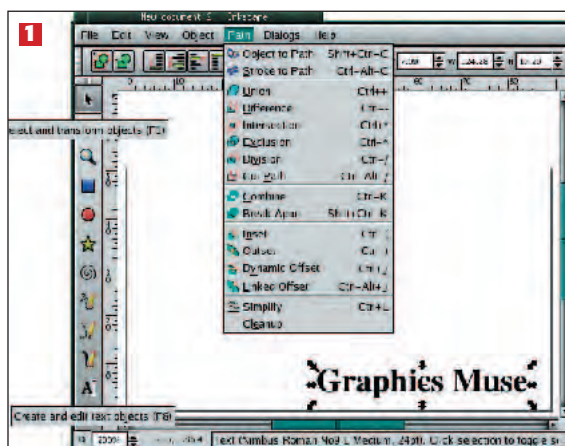 1
New document 2 Inkscape
File Edit View Object Path Dialogs Help
Object to Path Shift+Ctrl+C
Stroke to Path Ctrl+Alt+C
Union Ctrl++
Difference Ctrl+-
Intersection Ctrl+*
Exclusion Ctrl+^
Division Ctrl+/
Cut Path Ctrl+Alt+/
Combine Ctrl+K
Break Apart Shift+Ctrl+K
Inset Ctrl+(
Outset Ctrl+)
Dynamic Offset Ctrl+J
Linked Offset Ctrl+Alt+J
Simplify Ctrl+L
Cleanup
elect and transform objects (F1)
Graphics Muse
Create and edit text objects (F8)
200%
Text (Nimbus Roman No9 L Medium, 24pt). Click selection to toggle s